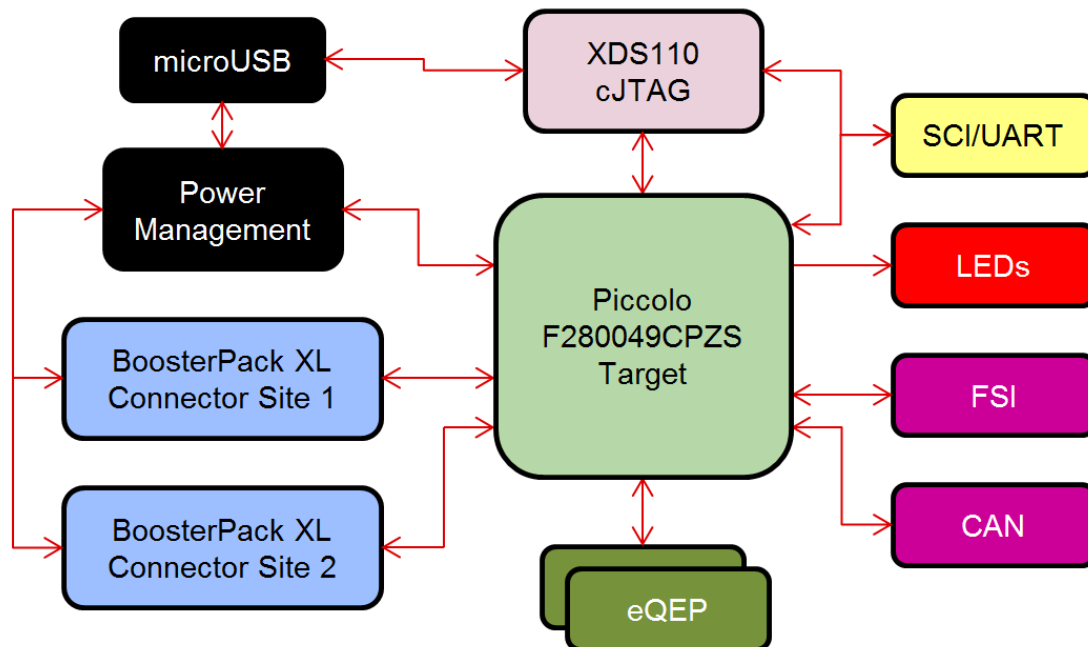 microUSB
XDS110
cJTAG
SCI/UART
Power
Management
LEDs
Piccolo
F280049CPZS
Target
BoosterPack XL
Connector Site 1
FSI
BoosterPack XL
Connector Site 2
CAN
eQEP